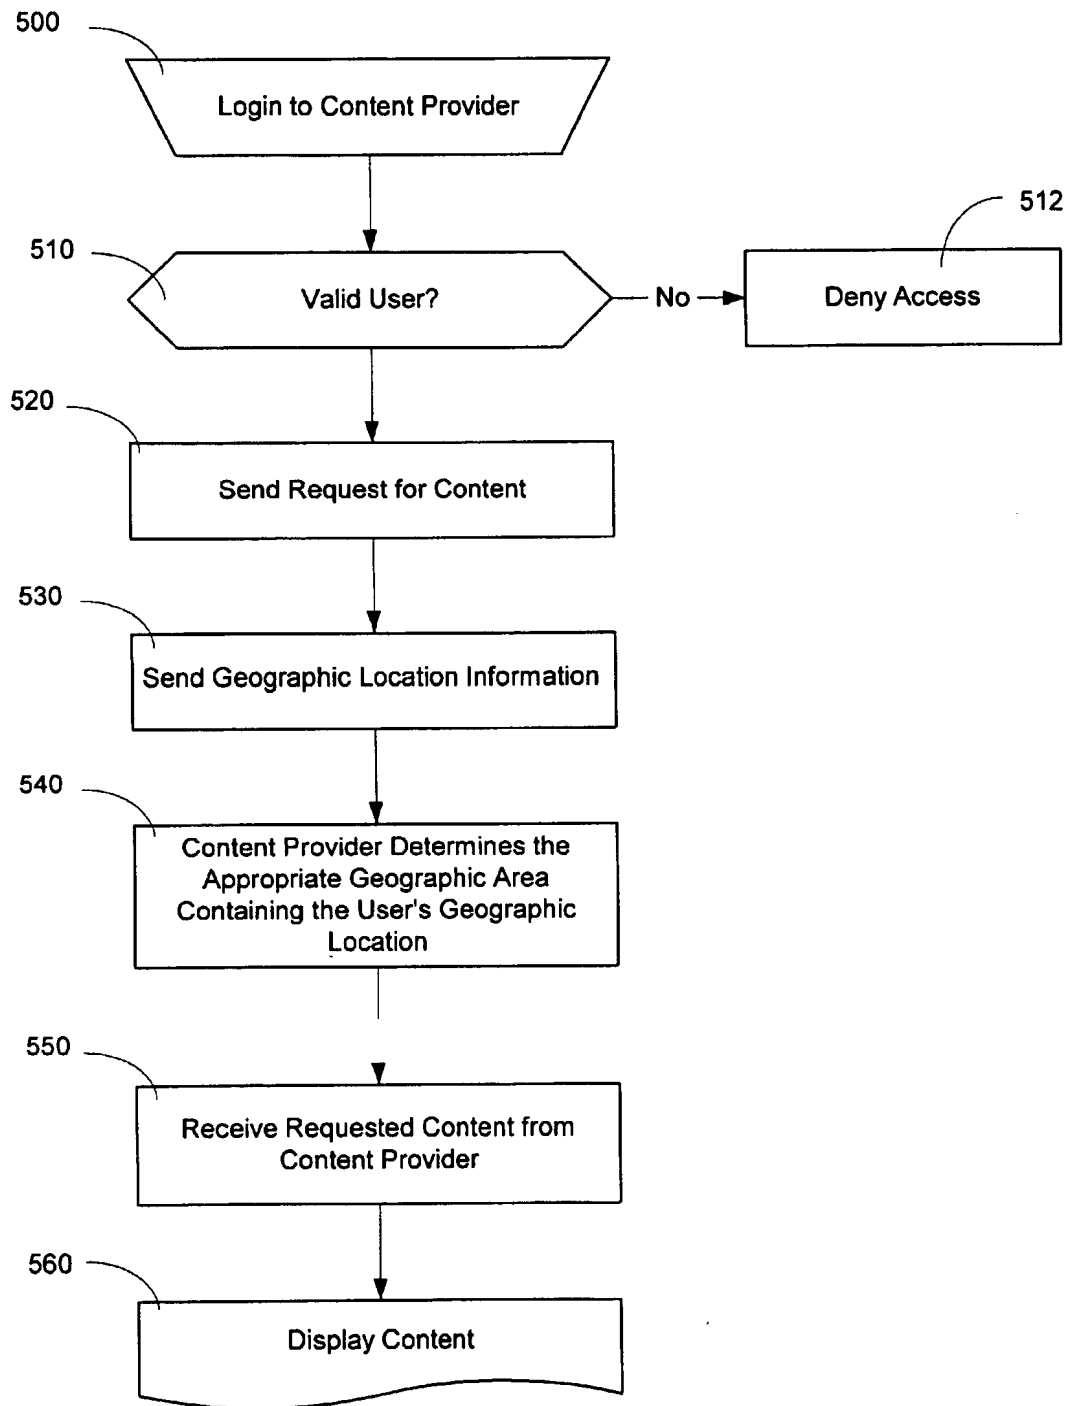 500
Login to Content Provider
510
Valid User?
No
512
Deny Access
520
Send Request for Content
530
Send Geographic Location Information
540
Content Provider Determines the
Appropriate Geographic Area
Containing the User's Geographic
Location
550
Receive Requested Content from
Content Provider
560
Display Content